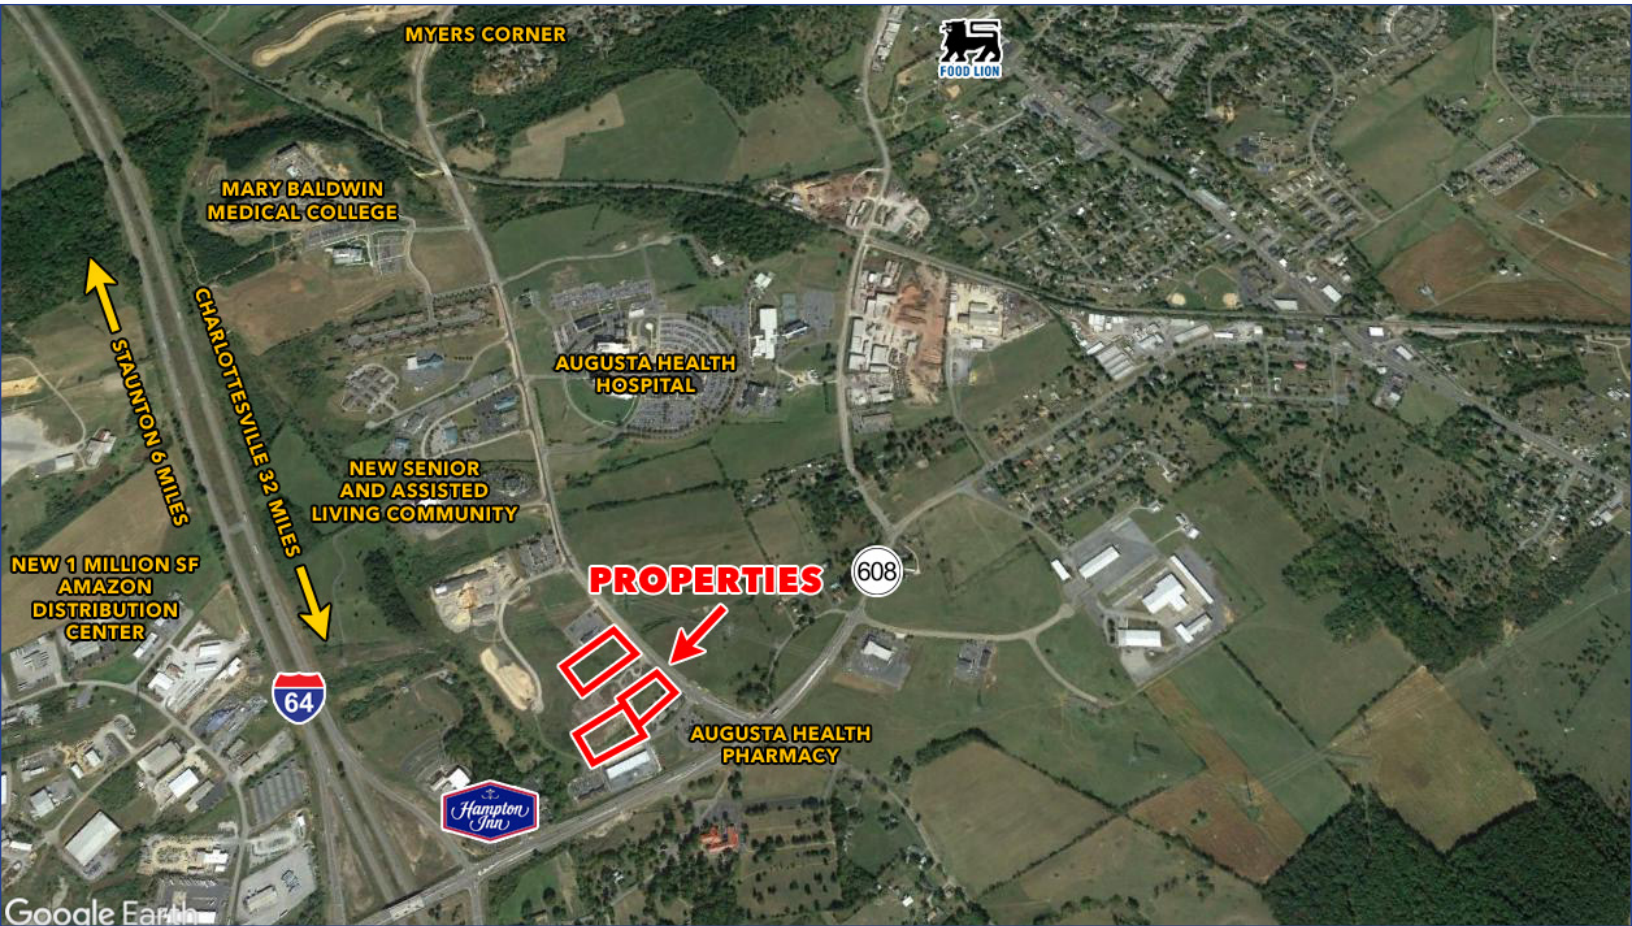 MYERS CORNER
FOOD LION
MARY BALDWIN
MEDICAL COLLEGE
STAUNTON 6 MILES
CHARLOTTESVILLE 32 MILES
AUGUSTA HEALTH
HOSPITAL
NEW SENIOR
AND ASSISTED
LIVING COMMUNITY
NEW 1 MILLION SF
AMAZON
DISTRIBUTION
CENTER
PROPERTIES
608
64
AUGUSTA HEALTH
PHARMACY
Hampton
Inn
Google Earth